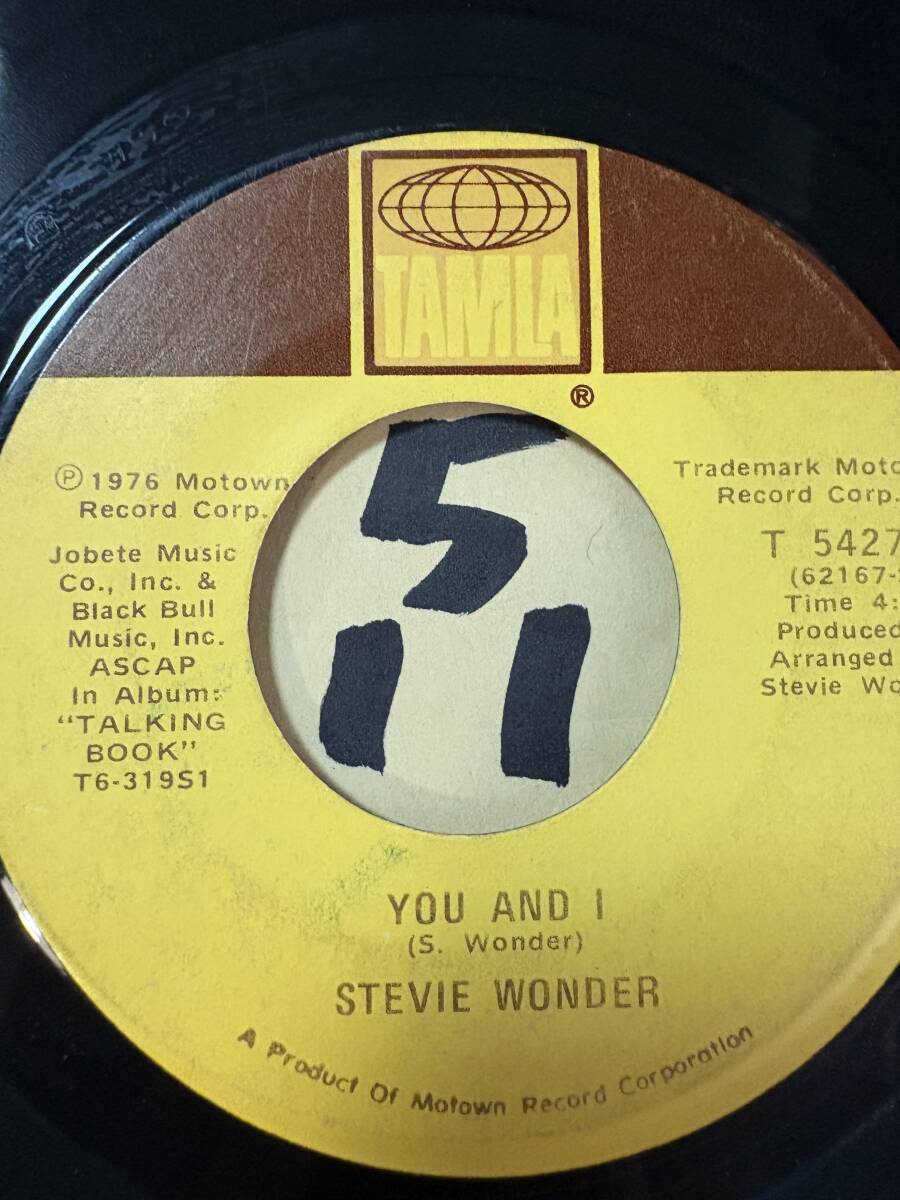 TAMLA
®
℗ 1976 Motown
Record Corp.
Jobete Music
Co., Inc. &
Black Bull
Music, Inc.
ASCAP
In Album:
"TALKING
BOOK"
T6-319S1
Trademark Moto
Record Corp.
T 5427
(62167-
Time 4:
Produced
Arranged
Stevie Wo
5
11
YOU AND I
(S. Wonder)
STEVIE WONDER
A Product Of Motown Record Corporation